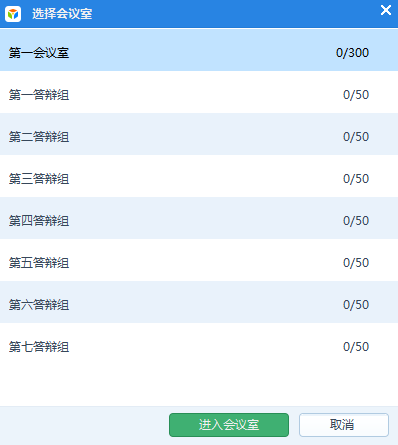 选择会议室
第一会议室 0/300
第一答辩组 0/50
第二答辩组 0/50
第三答辩组 0/50
第四答辩组 0/50
第五答辩组 0/50
第六答辩组 0/50
第七答辩组 0/50
进入会议室 取消